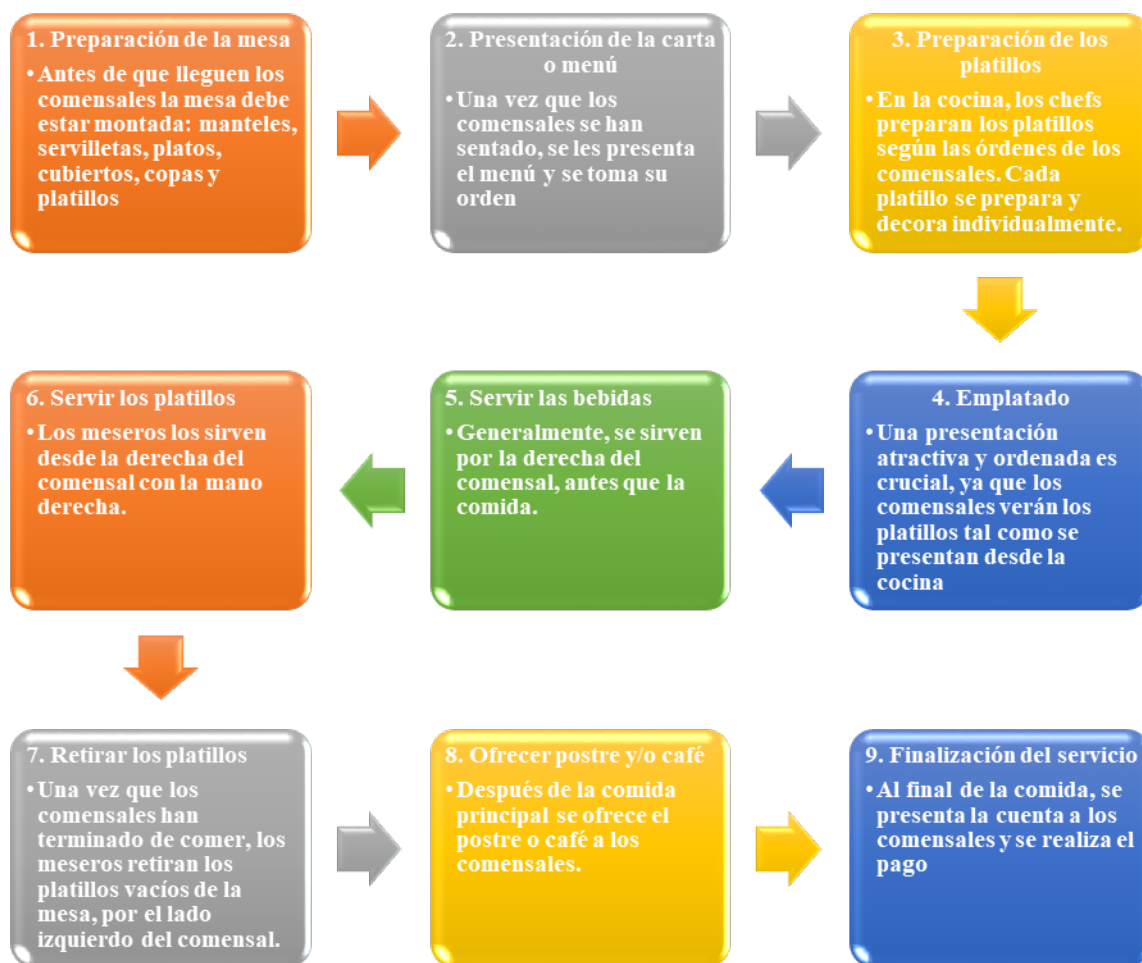 1. Preparación de la mesa
• Antes de que lleguen los
comensales la mesa debe
estar montada: manteles,
servilletas, platos,
cubiertos, copas y
platillos
2. Presentación de la carta
o menú
• Una vez que los
comensales se han
sentado, se les presenta
el menú y se toma su
orden
3. Preparación de los
platillos
• En la cocina, los chefs
preparan los platillos
según las órdenes de los
comensales. Cada
platillo se prepara y
decora individualmente.
4. Emplatado
• Una presentación
atractiva y ordenada es
crucial, ya que los
comensales verán los
platillos tal como se
presentan desde la
cocina
5. Servir las bebidas
• Generalmente, se sirven
por la derecha del
comensal, antes que la
comida.
6. Servir los platillos
• Los meseros los sirven
desde la derecha del
comensal con la mano
derecha.
7. Retirar los platillos
• Una vez que los
comensales han
terminado de comer, los
meseros retiran los
platillos vacíos de la
mesa, por el lado
izquierdo del comensal.
8. Ofrecer postre y/o café
• Después de la comida
principal se ofrece el
postre o café a los
comensales.
9. Finalización del servicio
• Al final de la comida, se
presenta la cuenta a los
comensales y se realiza el
pago